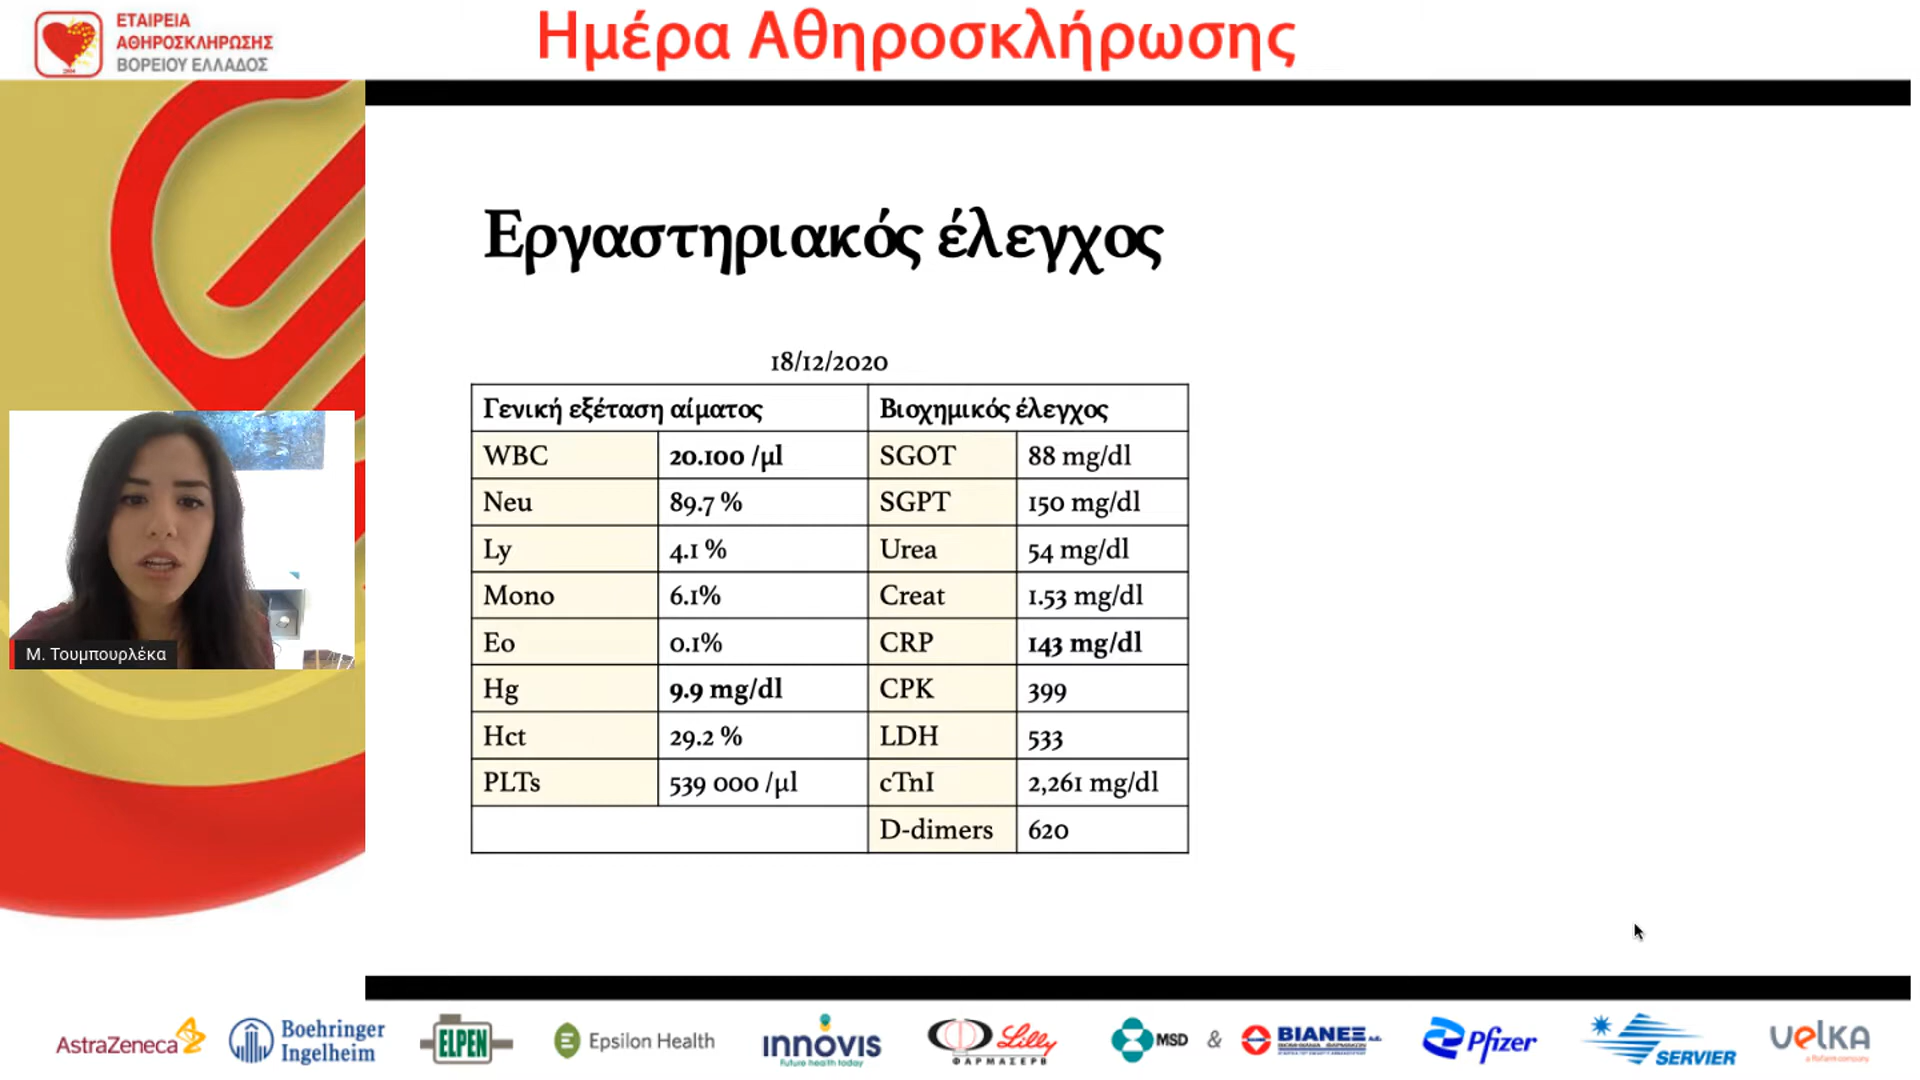 ΕΤΑΙΡΕΙΑ
ΑΘΗΡΟΣΚΛΗΡΩΣΗΣ
ΒΟΡΕΙΟΥ ΕΛΛΑΔΟΣ
Ημέρα Αθηροσκλήρωσης
Εργαστηριακός έλεγχος
18/12/2020
Γενική εξέταση αίματος Βιοχημικός έλεγχος
WBC 20.100 /μl SGOT 88 mg/dl
Neu 89.7 % SGPT 150 mg/dl
Ly 4.1 % Urea 54 mg/dl
Mono 6.1% Creat 1.53 mg/dl
Eo 0.1% CRP 143 mg/dl
Hg 9.9 mg/dl CPK 399
Hct 29.2 % LDH 533
PLTs 539 000 /μl cTnI 2,261 mg/dl
D-dimers 620
Μ. Τουμπουρλέκα
AstraZeneca
Boehringer
Ingelheim
ELPEN
Epsilon Health
INNOVIS
Future health today
Lilly
ΦΑΡΜΑΣΕΡΒ
MSD & ΒΙΑΝΕΞ Α.Ε.
Pfizer
SERVIER
VELKA